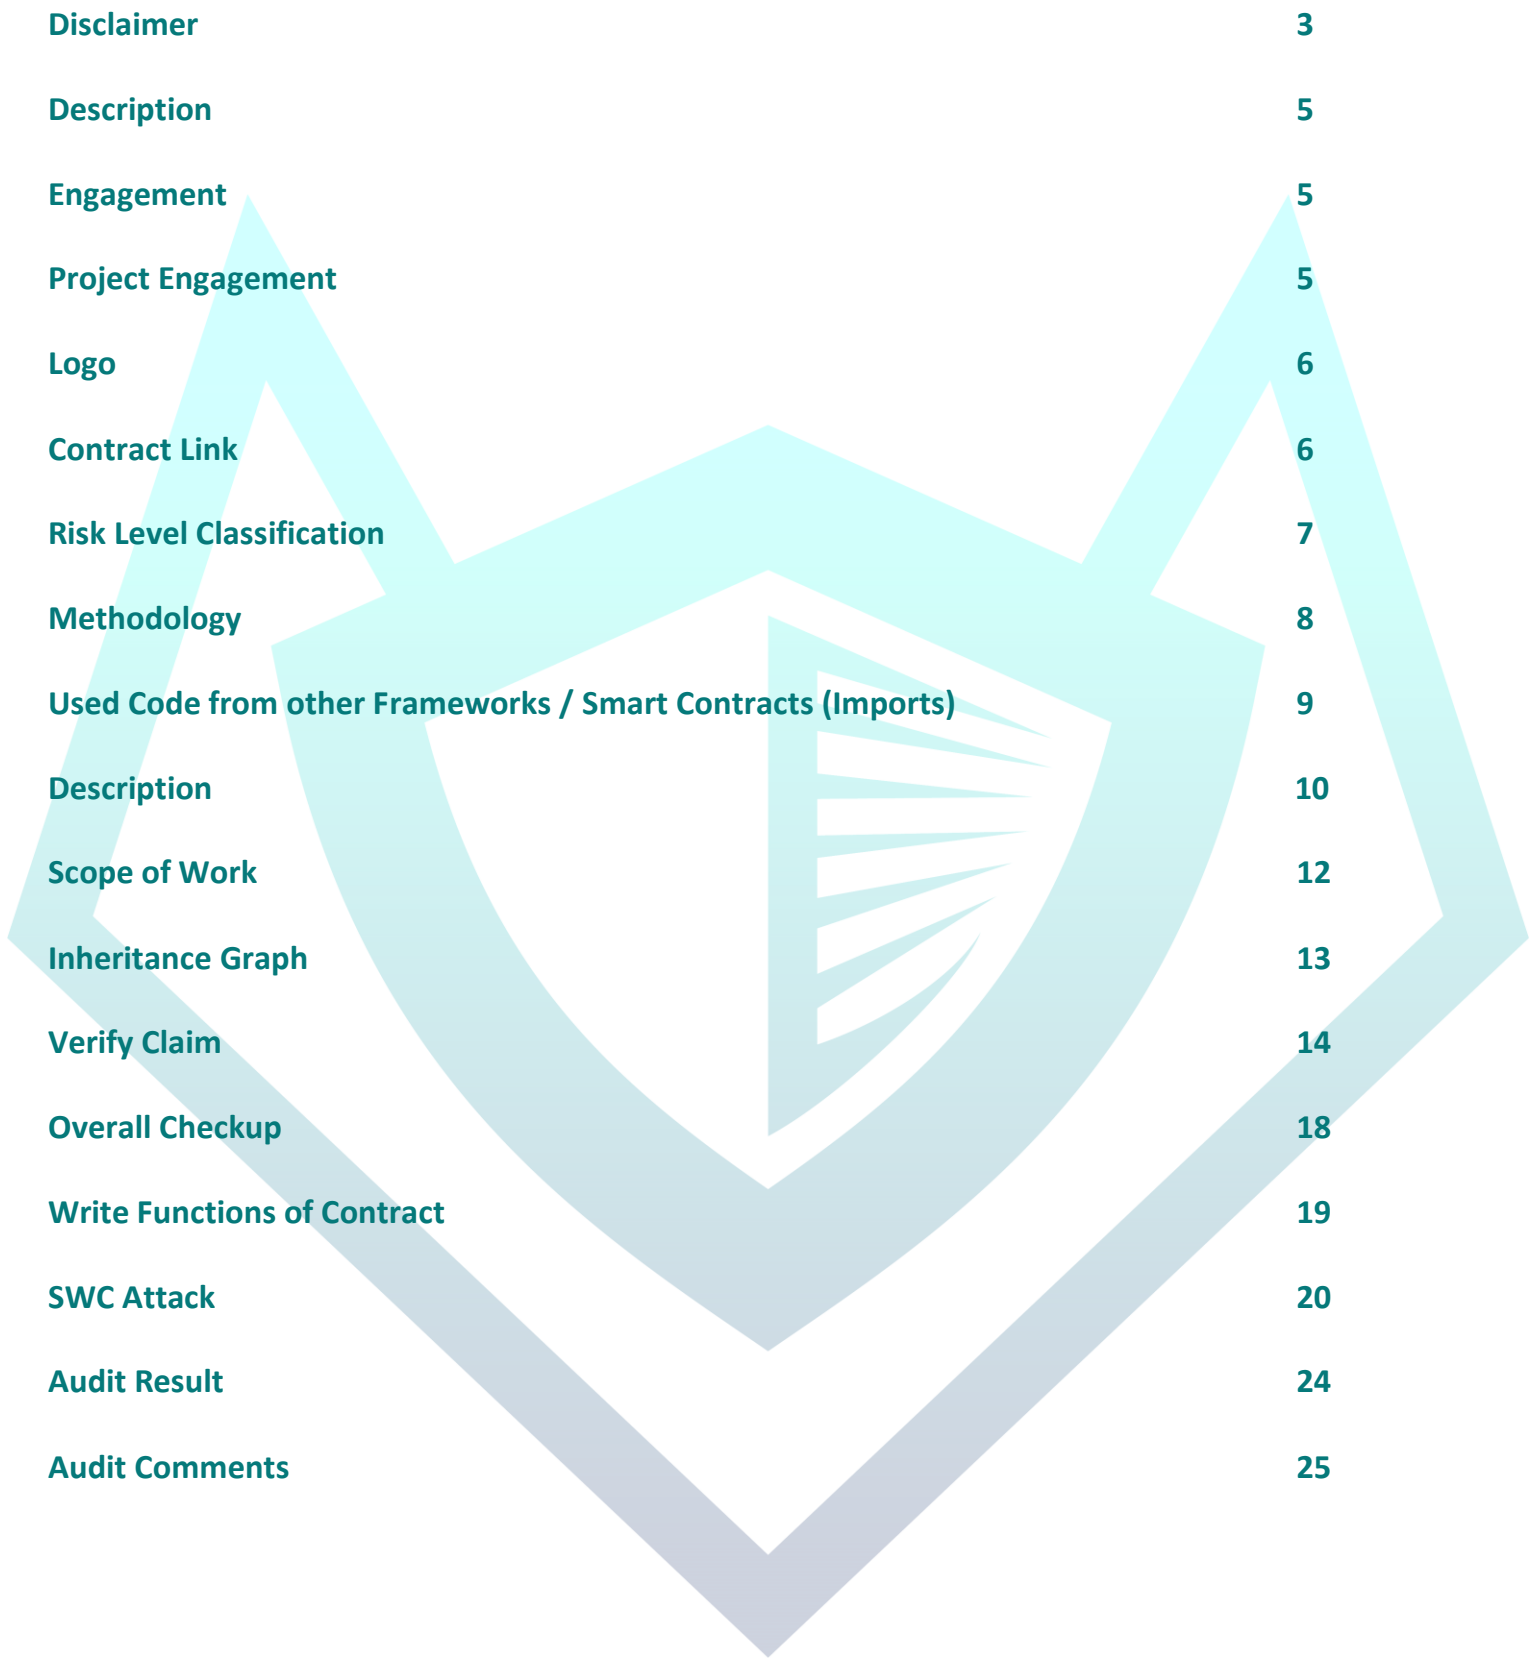 Disclaimer 3
Description 5
Engagement 5
Project Engagement 5
Logo 6
Contract Link 6
Risk Level Classification 7
Methodology 8
Used Code from other Frameworks / Smart Contracts (Imports) 9
Description 10
Scope of Work 12
Inheritance Graph 13
Verify Claim 14
Overall Checkup 18
Write Functions of Contract 19
SWC Attack 20
Audit Result 24
Audit Comments 25